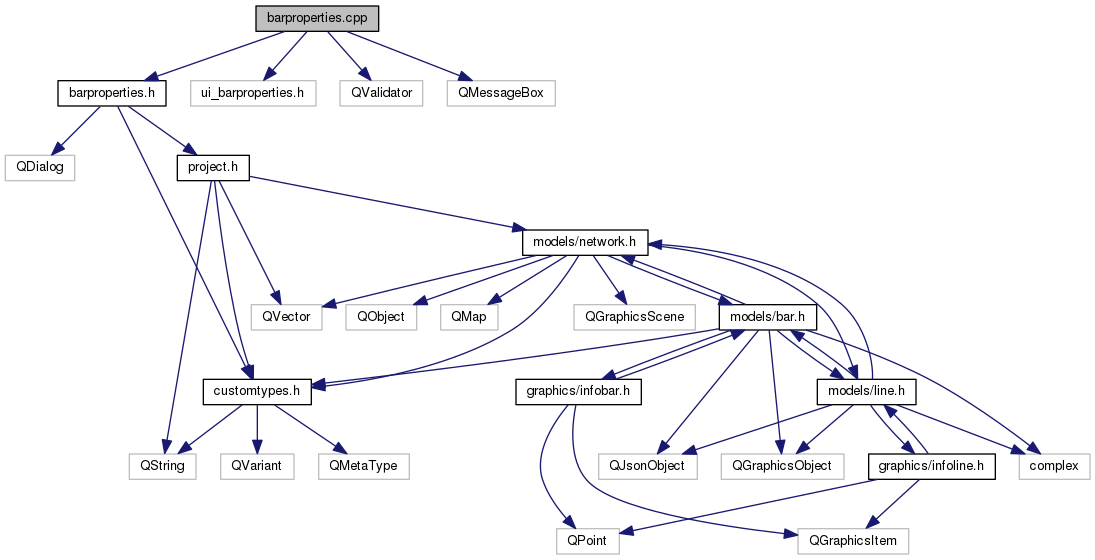 barproperties.cpp
barproperties.h
ui_barproperties.h
QValidator
QMessageBox
QDialog
project.h
models/network.h
QVector
QObject
QMap
QGraphicsScene
models/bar.h
customtypes.h
graphics/infobar.h
models/line.h
QString
QVariant
QMetaType
QJsonObject
QGraphicsObject
graphics/infoline.h
complex
QPoint
QGraphicsItem